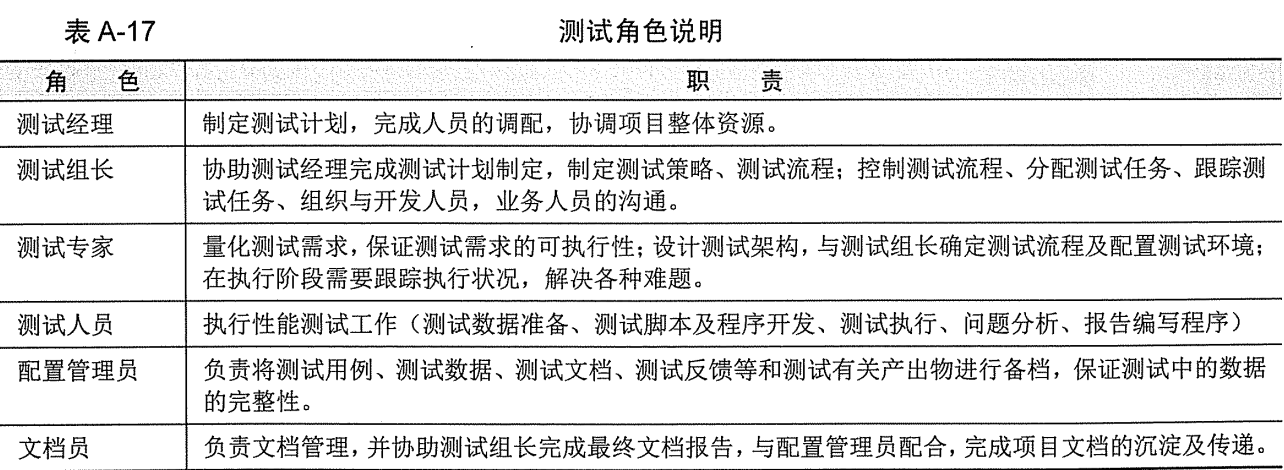 表 A-17 测试角色说明
角 色 职 责
测试经理 制定测试计划，完成人员的调配，协调项目整体资源。
测试组长 协助测试经理完成测试计划制定，制定测试策略、测试流程；控制测试流程、分配测试任务、跟踪测
试任务、组织与开发人员，业务人员的沟通。
测试专家 量化测试需求，保证测试需求的可执行性；设计测试架构，与测试组长确定测试流程及配置测试环境；
在执行阶段需要跟踪执行状况，解决各种难题。
测试人员 执行性能测试工作（测试数据准备、测试脚本及程序开发、测试执行、问题分析、报告编写程序）
配置管理员 负责将测试用例、测试数据、测试文档、测试反馈等和测试有关产出物进行备档，保证测试中的数据
的完整性。
文档员 负责文档管理，并协助测试组长完成最终文档报告，与配置管理员配合，完成项目文档的沉淀及传递。